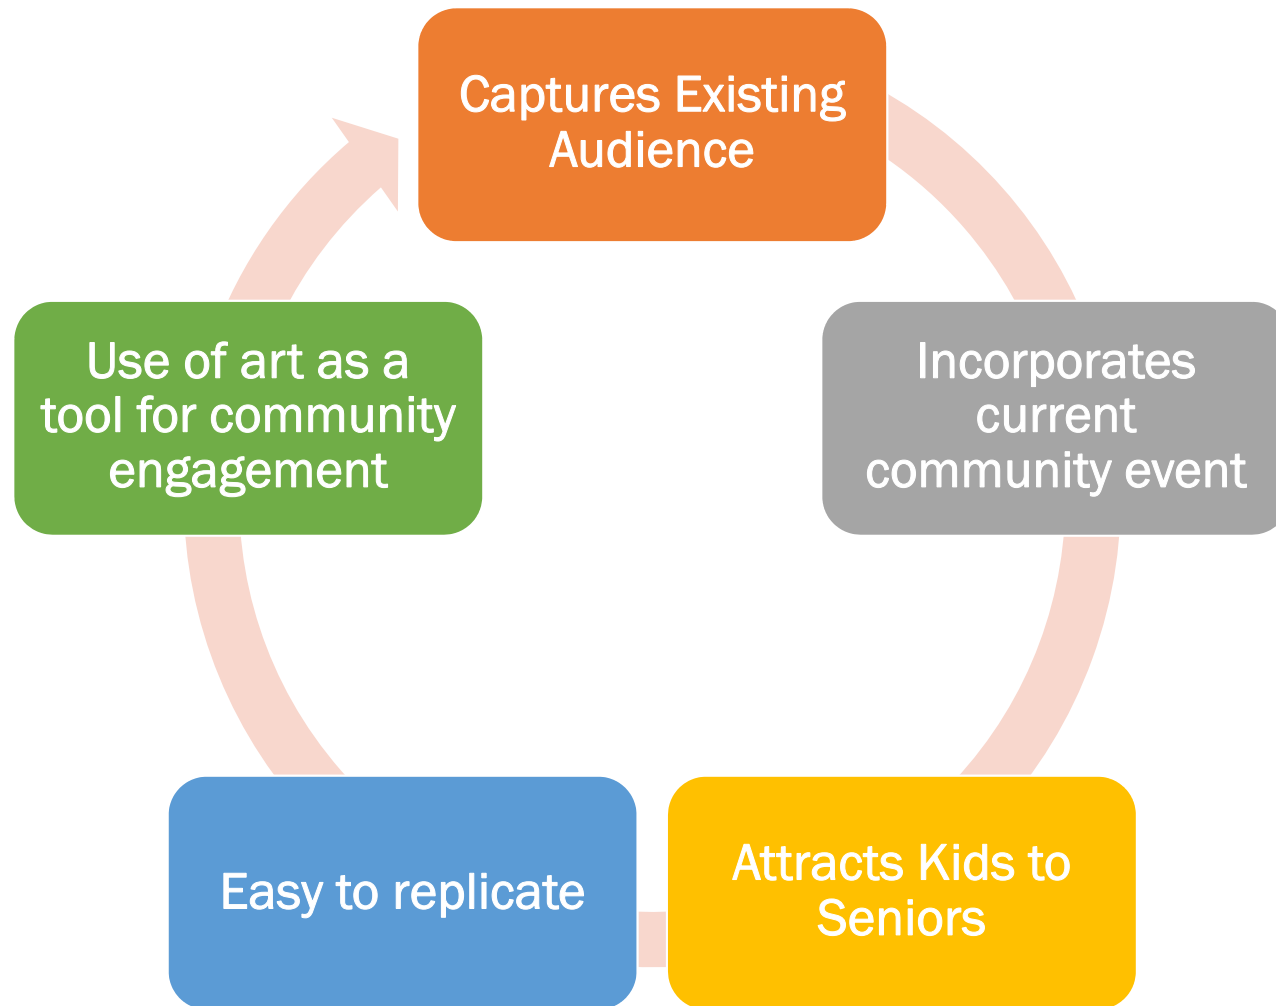 Captures Existing
Audience
Incorporates
current
community event
Attracts Kids to
Seniors
Easy to replicate
Use of art as a
tool for community
engagement